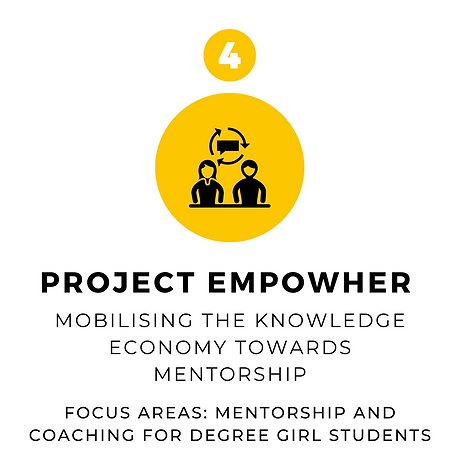 4
PROJECT EMPOWHER
MOBILISING THE KNOWLEDGE
ECONOMY TOWARDS
MENTORSHIP
FOCUS AREAS: MENTORSHIP AND
COACHING FOR DEGREE GIRL STUDENTS